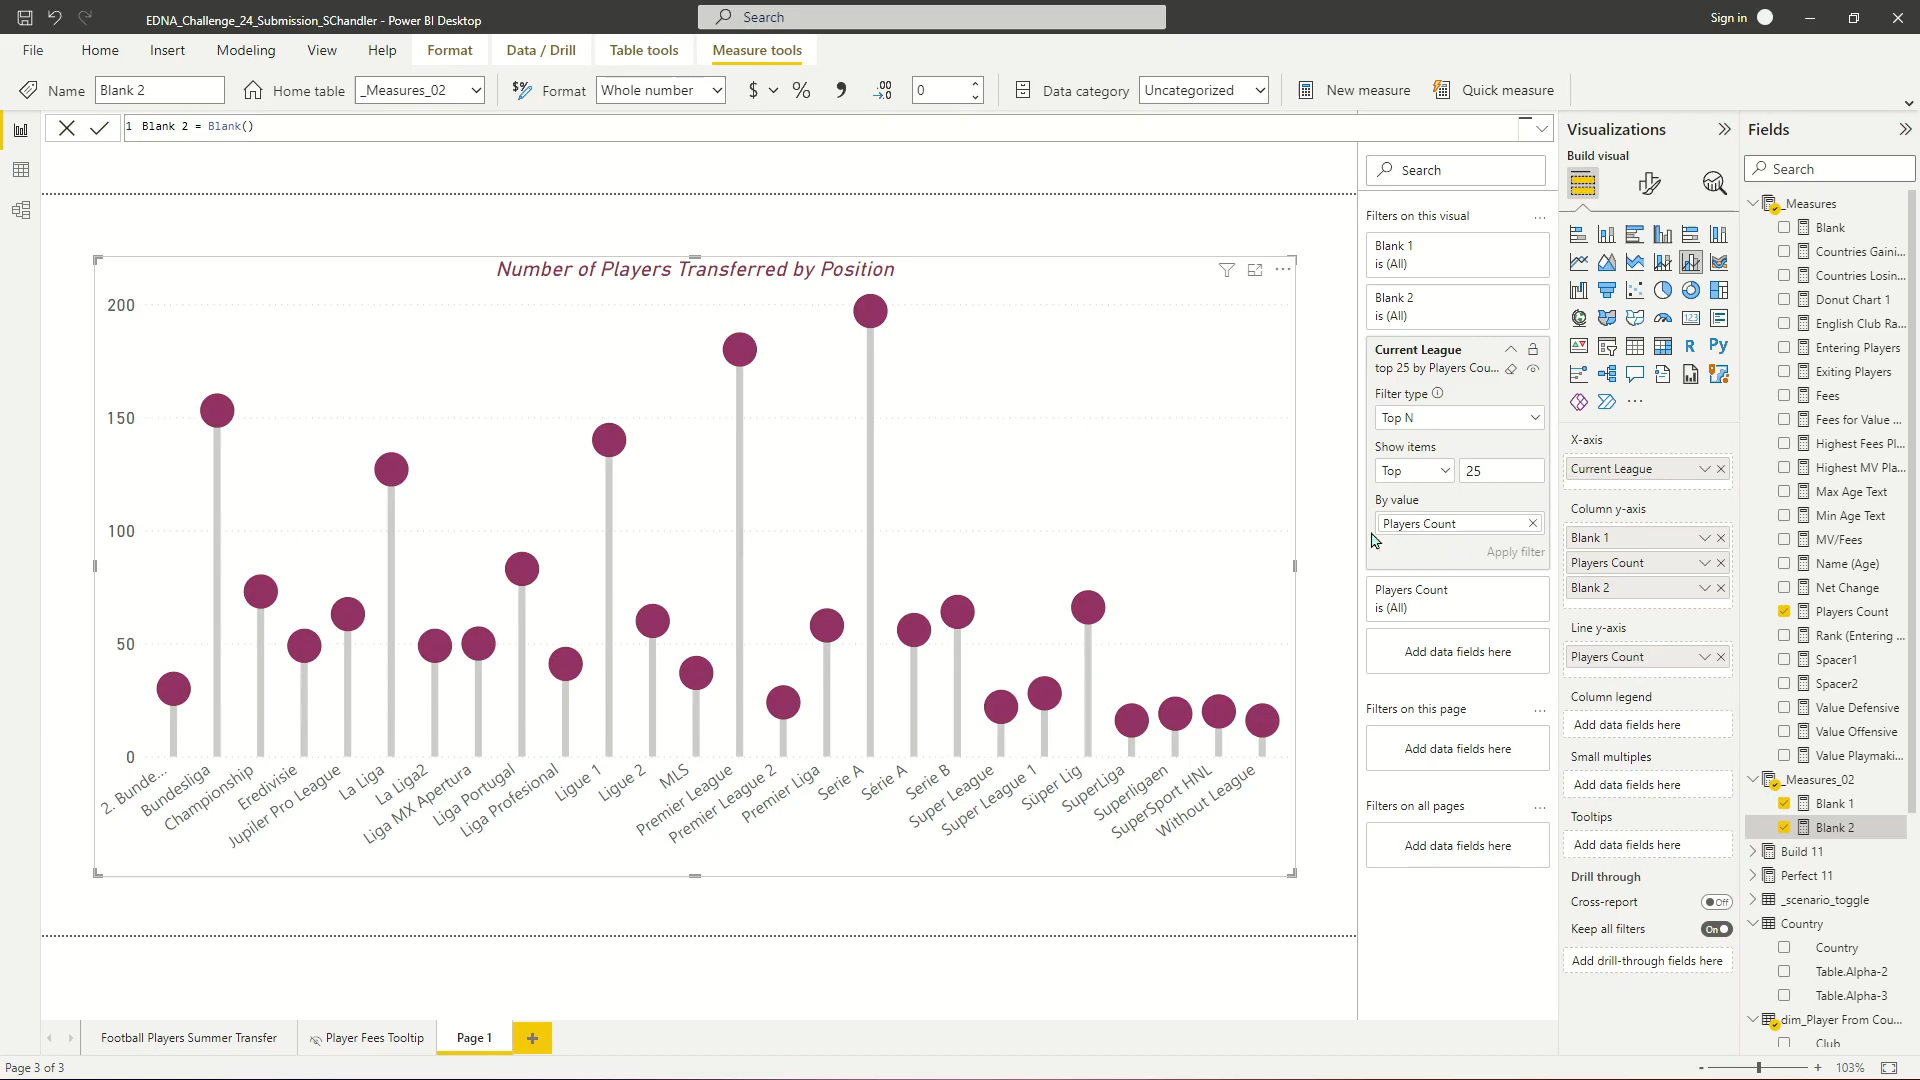 EDNA_Challenge_24_Submission_SChandler - Power BI Desktop
Search
Sign in
File
Home
Insert
Modeling
View
Help
Format
Data / Drill
Table tools
Measure tools
Name
Blank 2
Home table
_Measures_02
Format
Whole number
$
%
0
Data category
Uncategorized
New measure
Quick measure
1 Blank 2 = Blank()
Number of Players Transferred by Position
200
150
100
50
0
2. Bunde...
Bundesliga
Championship
Eredivisie
Jupiler Pro League
La Liga
La Liga2
Liga MX Apertura
Liga Portugal
Liga Profesional
Ligue 1
Ligue 2
MLS
Premier League
Premier League 2
Premier Liga
Serie A
Série A
Serie B
Super League
Super League 1
Süper Lig
SuperLiga
Superligaen
SuperSport HNL
Without League
Search
Filters on this visual
Blank 1
is (All)
Blank 2
is (All)
Current League
top 25 by Players Cou...
Filter type
Top N
Show items
Top
25
By value
Players Count
Apply filter
Players Count
is (All)
Add data fields here
Filters on this page
Add data fields here
Filters on all pages
Add data fields here
Visualizations
Build visual
R
Py
X-axis
Current League
Column y-axis
Blank 1
Players Count
Blank 2
Line y-axis
Players Count
Column legend
Add data fields here
Small multiples
Add data fields here
Tooltips
Add data fields here
Drill through
Cross-report
Off
Keep all filters
On
Add drill-through fields here
Fields
Search
_Measures
Blank
Countries Gaini...
Countries Losin...
Donut Chart 1
English Club Ra...
Entering Players
Exiting Players
Fees
Fees for Value ...
Highest Fees Pl...
Highest MV Pla...
Max Age Text
Min Age Text
MV/Fees
Name (Age)
Net Change
Players Count
Rank (Entering ...
Spacer1
Spacer2
Value Defensive
Value Offensive
Value Playmaki...
_Measures_02
Blank 1
Blank 2
Build 11
Perfect 11
_scenario_toggle
Country
Country
Table.Alpha-2
Table.Alpha-3
dim_Player From Cou...
Club
Football Players Summer Transfer
Player Fees Tooltip
Page 1
Page 3 of 3
103%